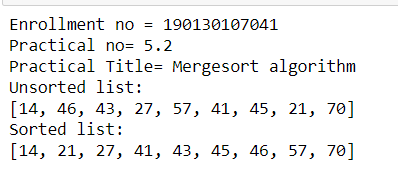 Enrollment no = 190130107041
Practical no= 5.2
Practical Title= Mergesort algorithm
Unsorted list:
[14, 46, 43, 27, 57, 41, 45, 21, 70]
Sorted list:
[14, 21, 27, 41, 43, 45, 46, 57, 70]